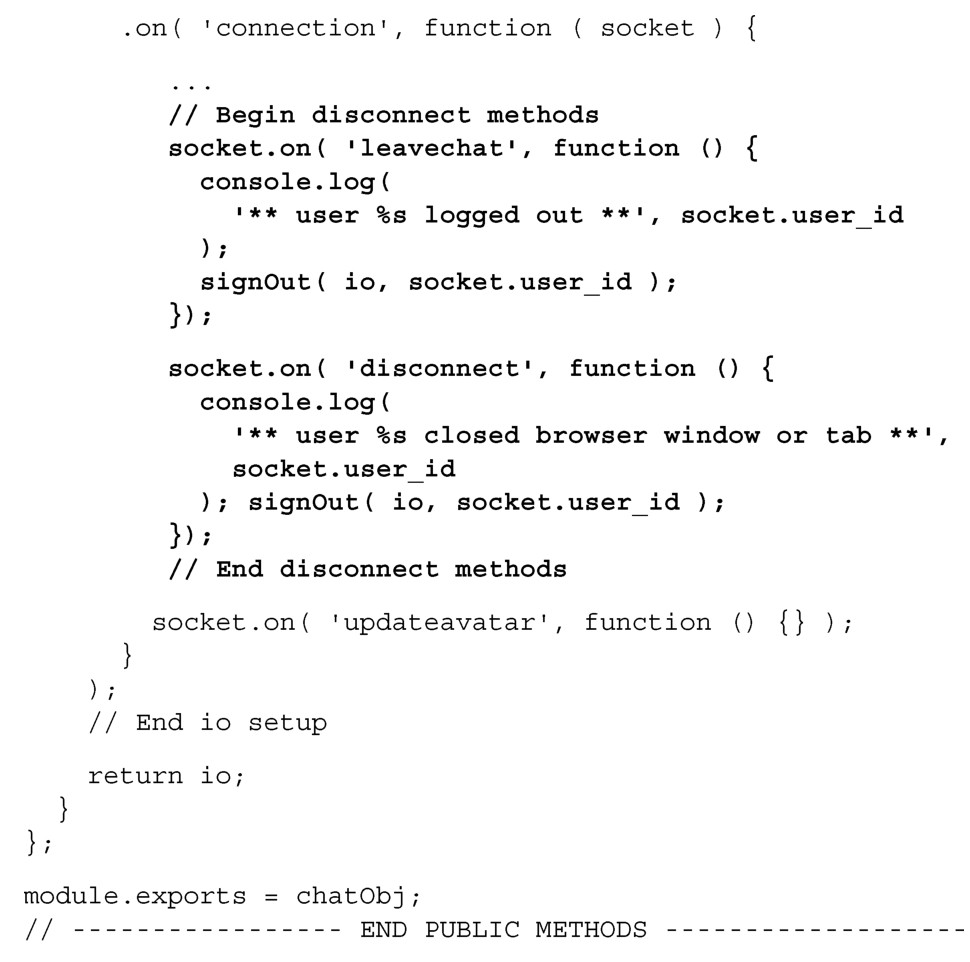 .on( 'connection', function ( socket ) {
...
// Begin disconnect methods
socket.on( 'leavechat', function () {
console.log(
'** user %s logged out **', socket.user_id
);
signOut( io, socket.user_id );
});
socket.on( 'disconnect', function () {
console.log(
'** user %s closed browser window or tab **',
socket.user_id
); signOut( io, socket.user_id );
});
// End disconnect methods
socket.on( 'updateavatar', function () {} );
}
);
// End io setup
return io;
}
};
module.exports = chatObj;
// ----------------- END PUBLIC METHODS -------------------